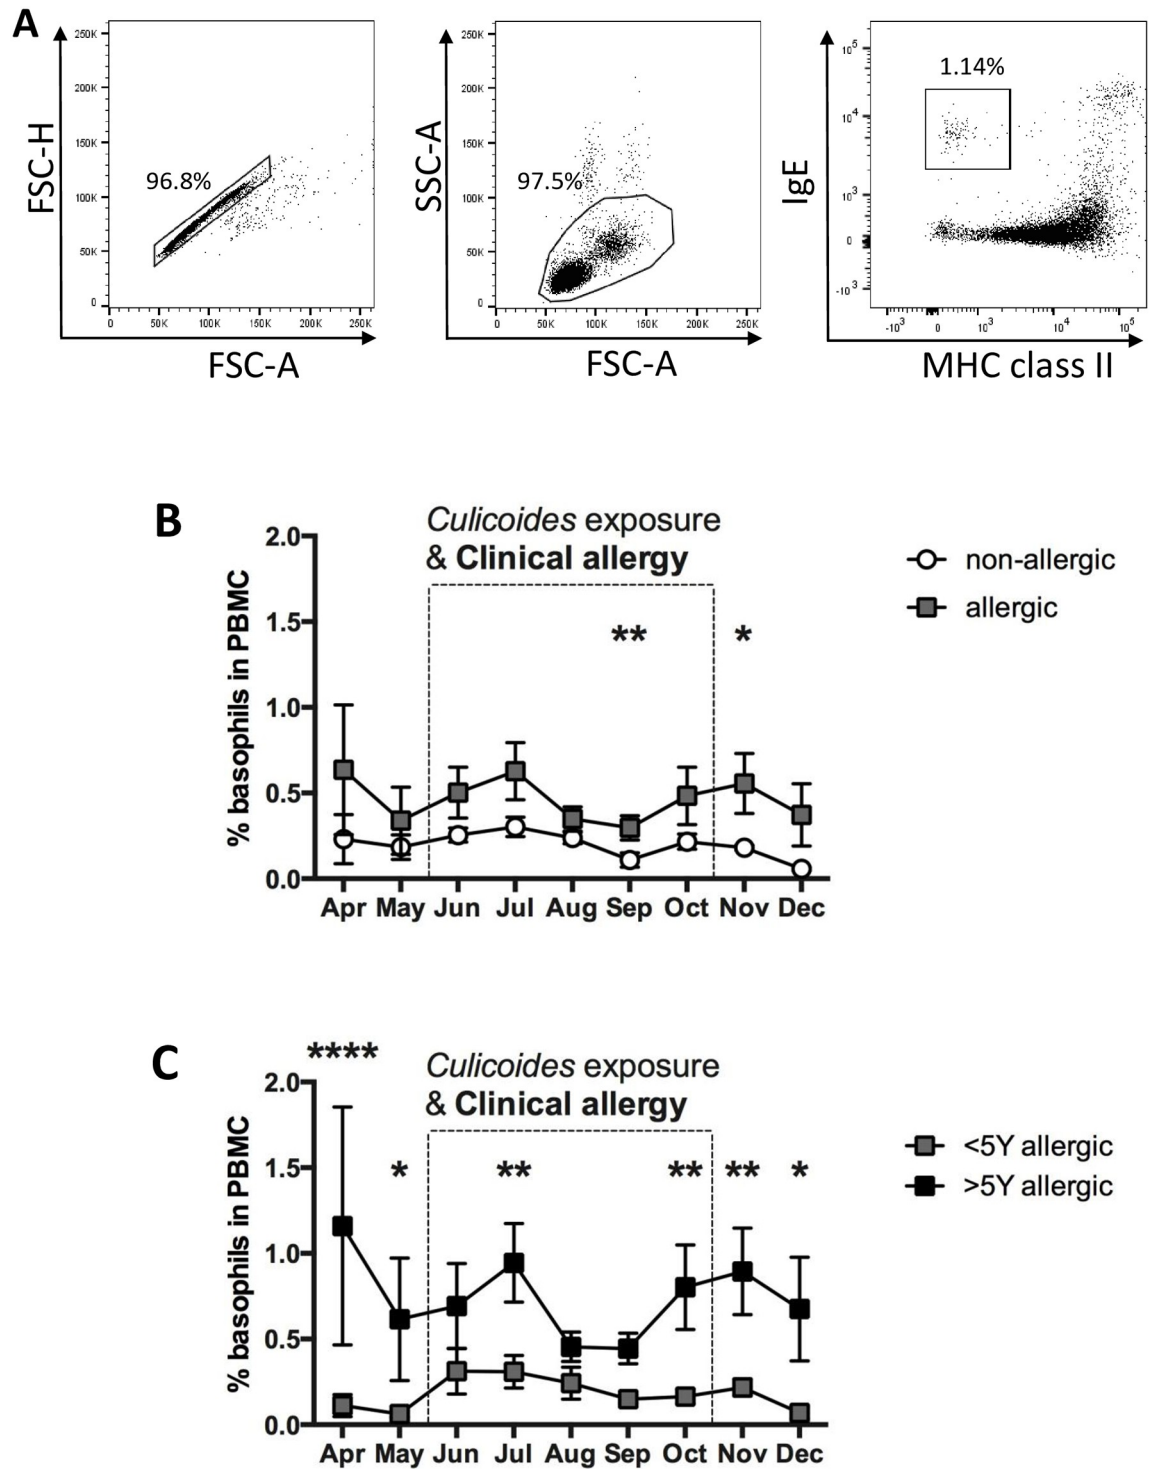 A
FSC-H
250K
200K
150K
100K
50K
0
96.8%
0 50K 100K 150K 200K 250K
FSC-A
SSC-A
250K
200K
150K
100K
50K
0
97.5%
0 50K 100K 150K 200K 250K
FSC-A
IgE
10^5
10^4
10^3
0
-10^3
1.14%
-10^3 0 10^3 10^4 10^5
MHC class II
B
Culicoides exposure
& Clinical allergy
% basophils in PBMC
2.0
1.5
1.0
0.5
0.0
** *
Apr May Jun Jul Aug Sep Oct Nov Dec
non-allergic
allergic
C
****
Culicoides exposure
& Clinical allergy
% basophils in PBMC
2.0
1.5
1.0
0.5
0.0
* ** ** ** *
Apr May Jun Jul Aug Sep Oct Nov Dec
<5Y allergic
>5Y allergic